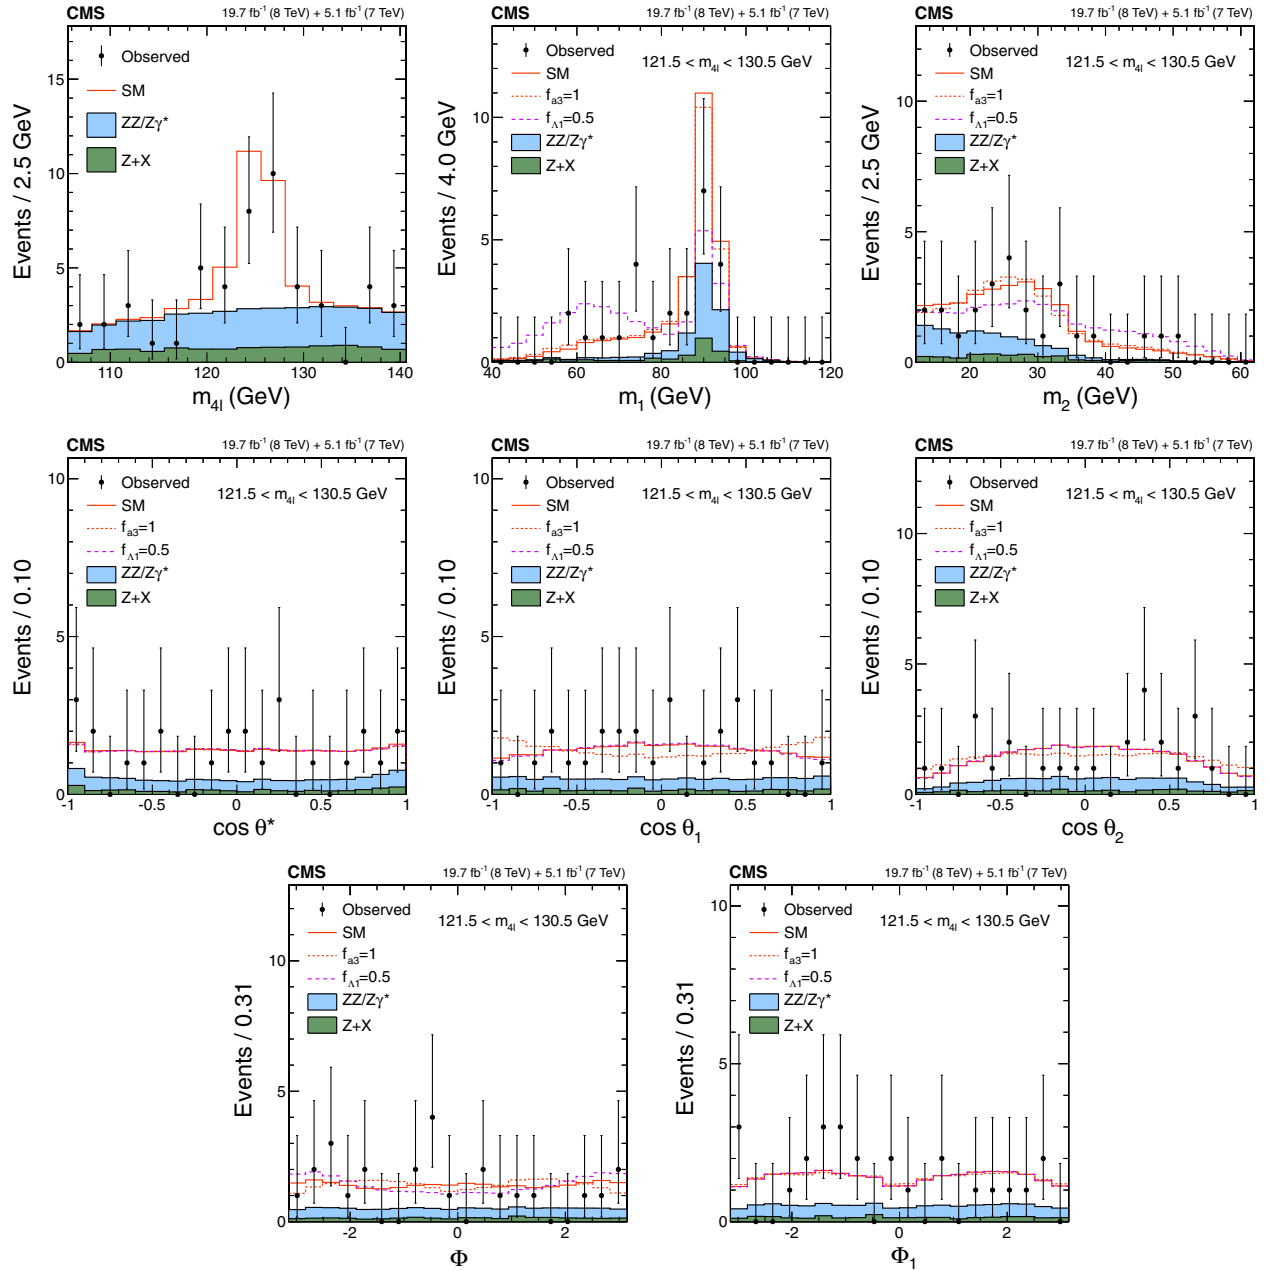 CMS 19.7 fb⁻¹ (8 TeV) + 5.1 fb⁻¹ (7 TeV)
Observed
SM
ZZ/Zγ*
Z+X
Events / 2.5 GeV
15
10
5
0
110 120 130 140
m₄ₗ (GeV)
CMS 19.7 fb⁻¹ (8 TeV) + 5.1 fb⁻¹ (7 TeV)
Observed
121.5 < m₄ₗ < 130.5 GeV
SM
f_a3=1
f_Λ1=0.5
ZZ/Zγ*
Z+X
Events / 4.0 GeV
10
5
0
40 60 80 100 120
m₁ (GeV)
CMS 19.7 fb⁻¹ (8 TeV) + 5.1 fb⁻¹ (7 TeV)
Observed
121.5 < m₄ₗ < 130.5 GeV
SM
f_a3=1
f_Λ1=0.5
ZZ/Zγ*
Z+X
Events / 2.5 GeV
10
5
0
20 30 40 50 60
m₂ (GeV)
CMS 19.7 fb⁻¹ (8 TeV) + 5.1 fb⁻¹ (7 TeV)
Observed
121.5 < m₄ₗ < 130.5 GeV
SM
f_a3=1
f_Λ1=0.5
ZZ/Zγ*
Z+X
Events / 0.10
10
5
0
-1 -0.5 0 0.5 1
cos θ*
CMS 19.7 fb⁻¹ (8 TeV) + 5.1 fb⁻¹ (7 TeV)
Observed
121.5 < m₄ₗ < 130.5 GeV
SM
f_a3=1
f_Λ1=0.5
ZZ/Zγ*
Z+X
Events / 0.10
10
5
0
-1 -0.5 0 0.5 1
cos θ₁
CMS 19.7 fb⁻¹ (8 TeV) + 5.1 fb⁻¹ (7 TeV)
Observed
121.5 < m₄ₗ < 130.5 GeV
SM
f_a3=1
f_Λ1=0.5
ZZ/Zγ*
Z+X
Events / 0.10
10
5
0
-1 -0.5 0 0.5 1
cos θ₂
CMS 19.7 fb⁻¹ (8 TeV) + 5.1 fb⁻¹ (7 TeV)
Observed
121.5 < m₄ₗ < 130.5 GeV
SM
f_a3=1
f_Λ1=0.5
ZZ/Zγ*
Z+X
Events / 0.31
10
5
0
-2 0 2
Φ
CMS 19.7 fb⁻¹ (8 TeV) + 5.1 fb⁻¹ (7 TeV)
Observed
121.5 < m₄ₗ < 130.5 GeV
SM
f_a3=1
f_Λ1=0.5
ZZ/Zγ*
Z+X
Events / 0.31
10
5
0
-2 0 2
Φ₁